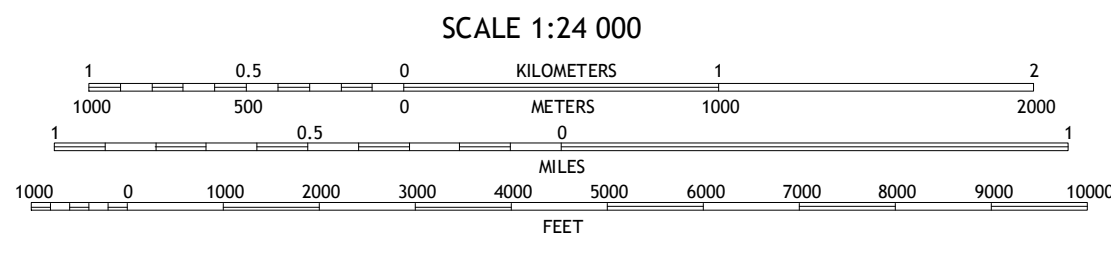 SCALE 1:24 000
1 0.5 0 KILOMETERS 1 2
1000 500 0 METERS 1000 2000
1 0.5 0 1
MILES
1000 0 1000 2000 3000 4000 5000 6000 7000 8000 9000 10000
FEET